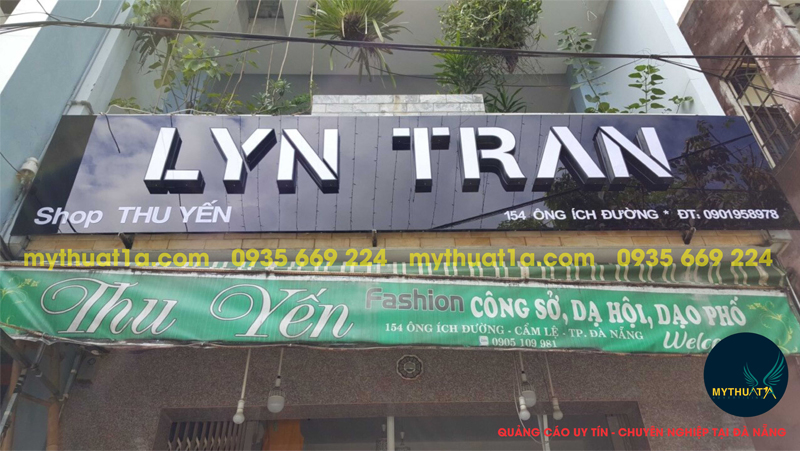 LYN TRAN
Shop THU YẾN
154 ÔNG ÍCH ĐƯỜNG * ĐT: 0901958978
mythuat1a.com 0935 669 224 mythuat1a.com 0935 669 224
Thu Yến Fashion CÔNG SỞ, DẠ HỘI, DẠO PHỐ
154 ÔNG ÍCH ĐƯỜNG - CẨM LỆ - TP. ĐÀ NẴNG
0905 109 981
MYTHUAT1A
QUẢNG CÁO UY TÍN - CHUYÊN NGHIỆP TẠI ĐÀ NẴNG